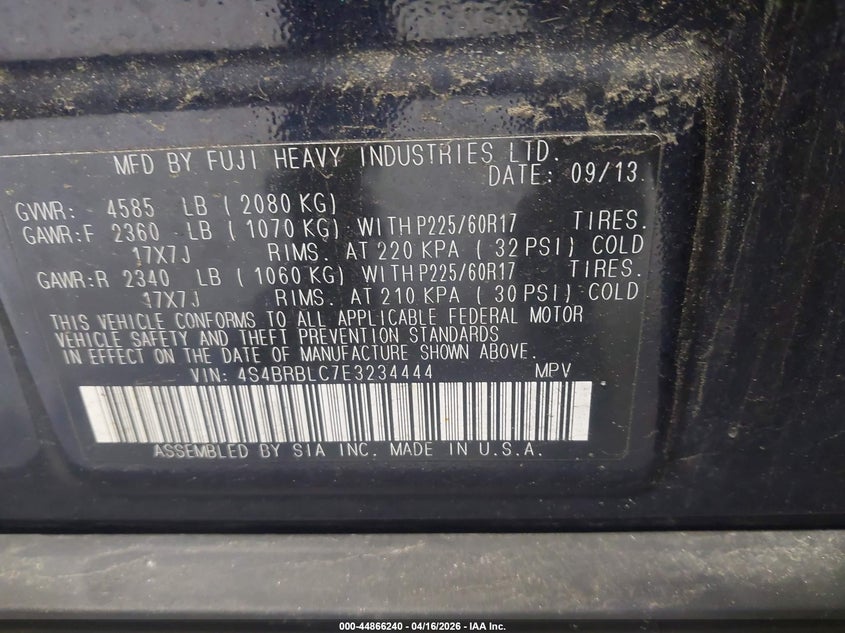 MFD BY FUJI HEAVY INDUSTRIES LTD.
DATE: 09/13
GVWR: 4585 LB (2080 KG)
GAWR:F 2360 LB (1070 KG) WITH P225/60R17 TIRES.
17X7J RIMS. AT 220 KPA (32 PSI) COLD
GAWR:R 2340 LB (1060 KG) WITH P225/60R17 TIRES.
17X7J RIMS. AT 210 KPA (30 PSI) COLD
THIS VEHICLE CONFORMS TO ALL APPLICABLE FEDERAL MOTOR
VEHICLE SAFETY AND THEFT PREVENTION STANDARDS
IN EFFECT ON THE DATE OF MANUFACTURE SHOWN ABOVE.
VIN: 4S4BRBLC7E3234444 MPV
ASSEMBLED BY SIA INC. MADE IN U.S.A.
000-44866240 - 04/16/2026 - IAA Inc.